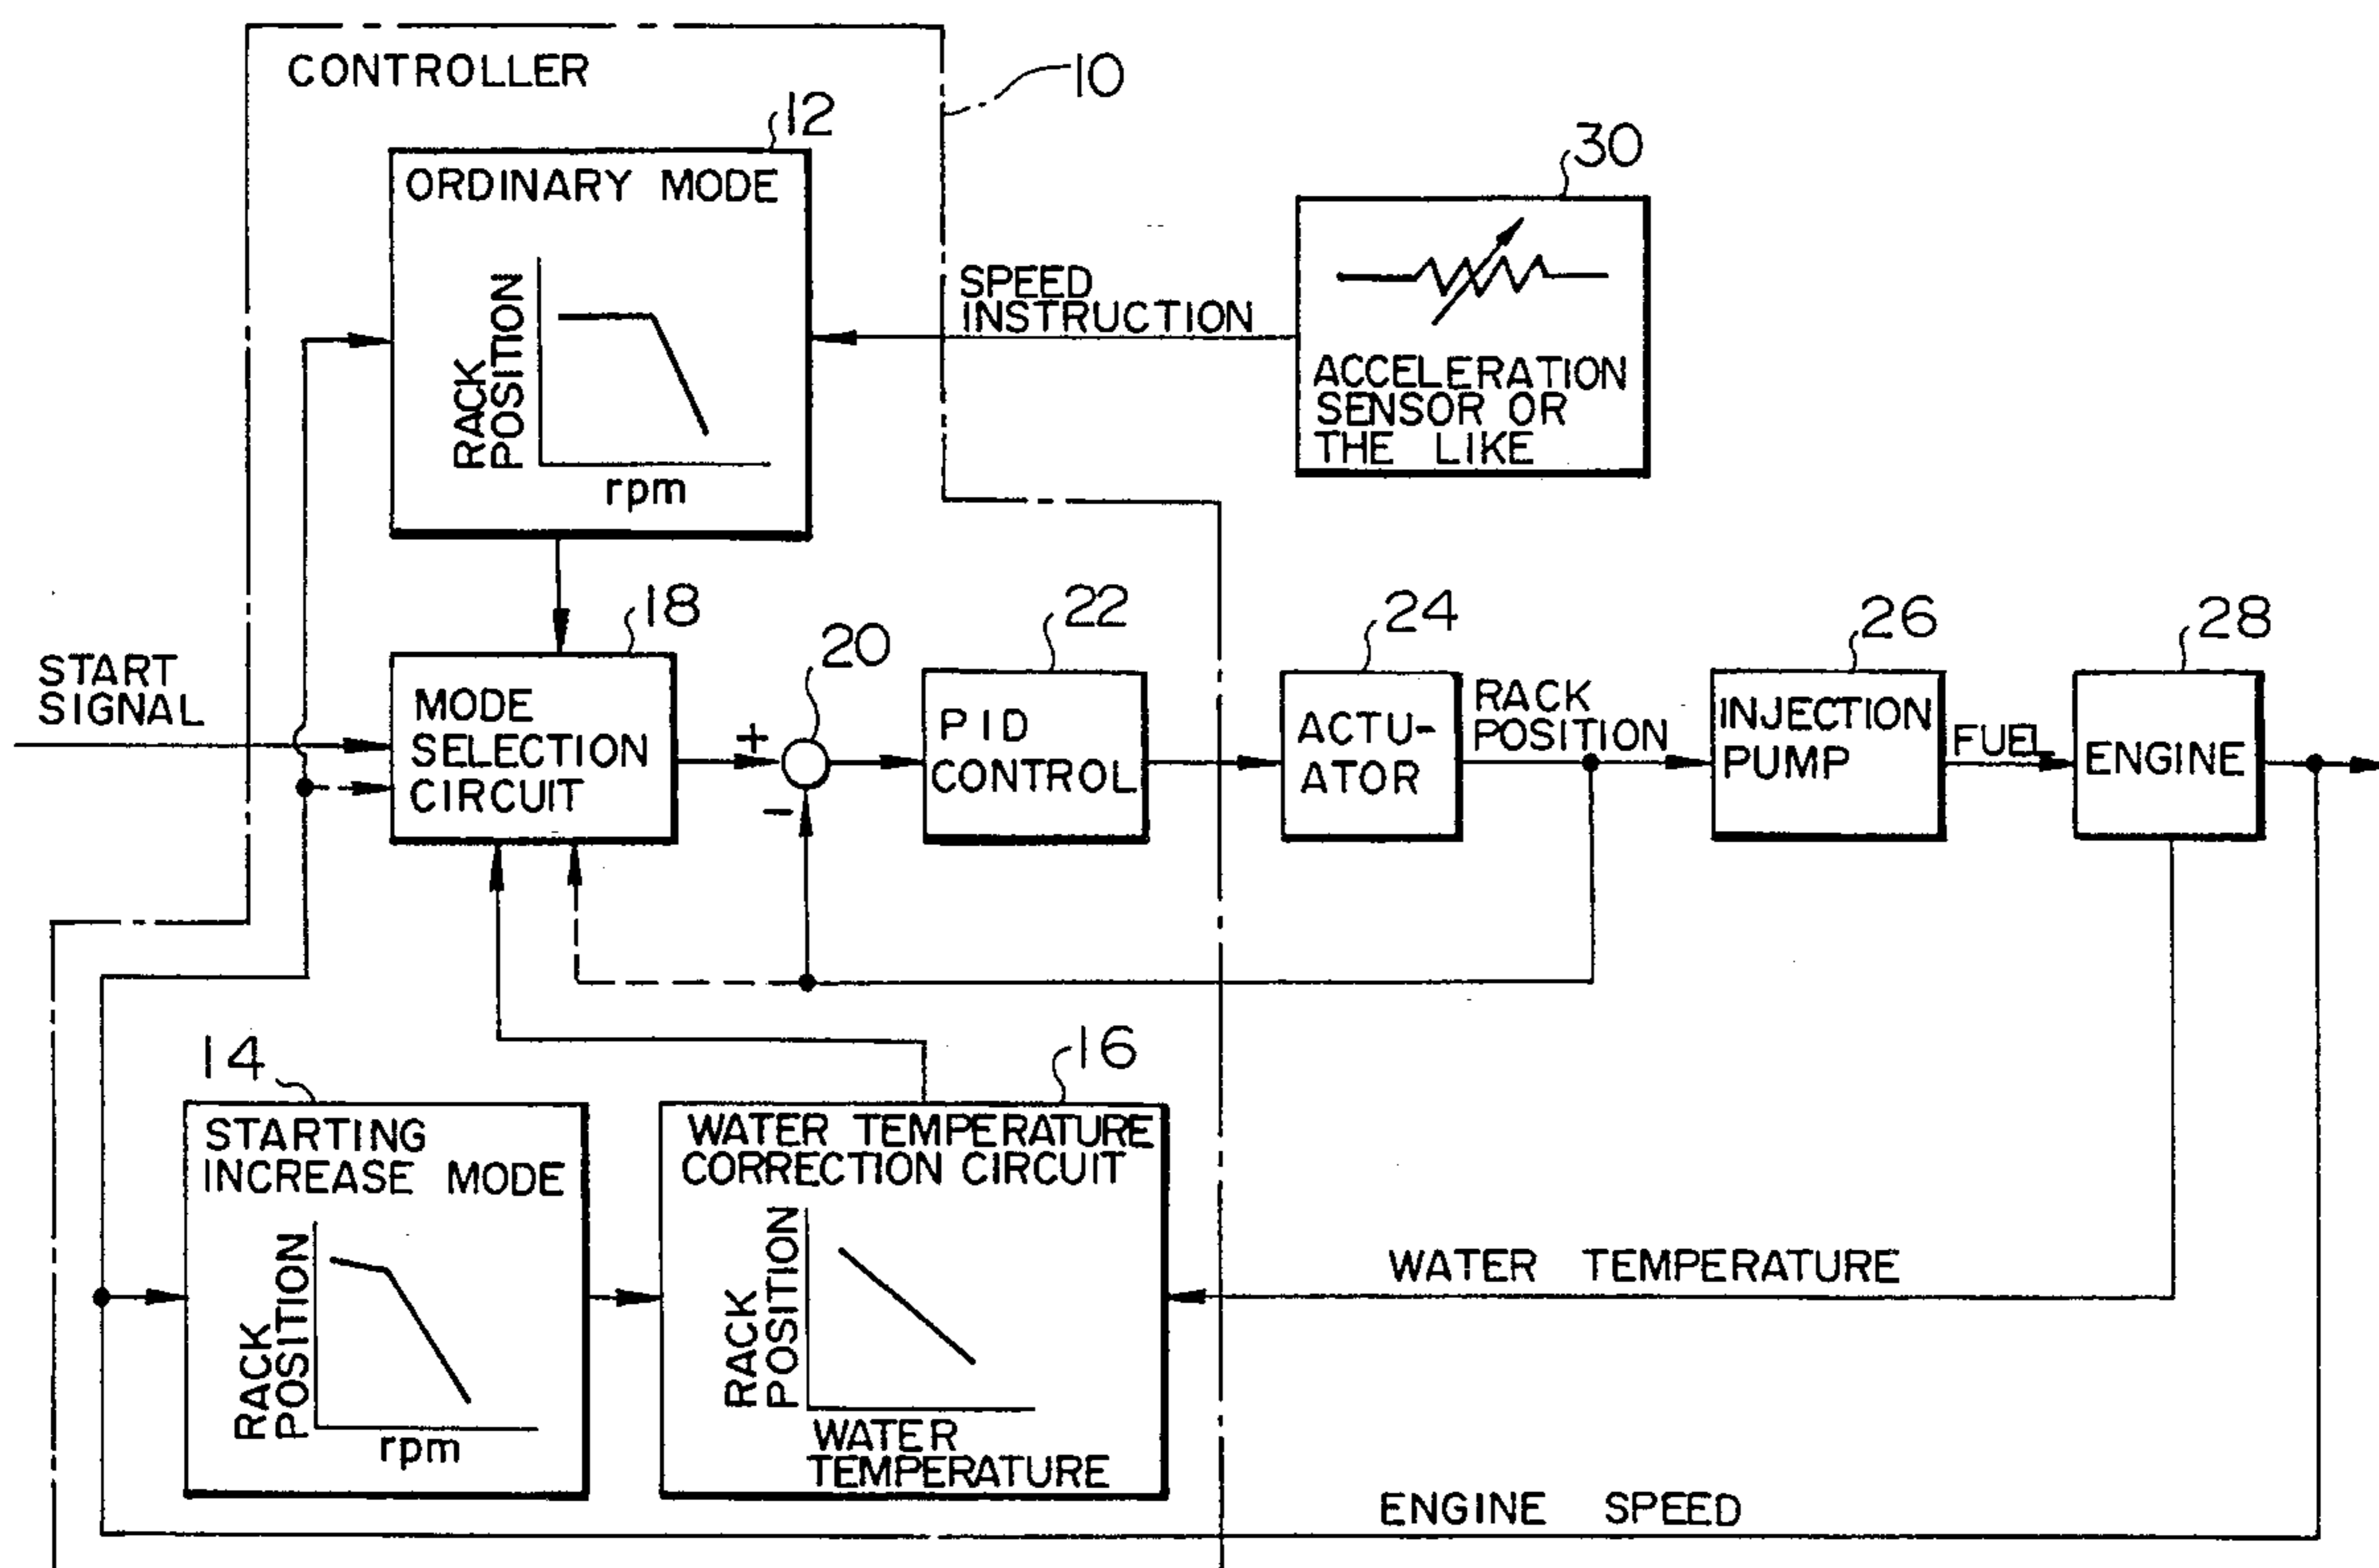 CONTROLLER
10
12
ORDINARY MODE
RACK
POSITION
rpm
SPEED
INSTRUCTION
30
ACCELERATION
SENSOR OR
THE LIKE
START
SIGNAL
18
MODE
SELECTION
CIRCUIT
+
-
20
22
PID
CONTROL
24
ACTU-
ATOR
RACK
POSITION
26
INJECTION
PUMP
FUEL
28
ENGINE
14
STARTING
INCREASE MODE
RACK
POSITION
rpm
16
WATER TEMPERATURE
CORRECTION CIRCUIT
RACK
POSITION
WATER
TEMPERATURE
WATER TEMPERATURE
ENGINE SPEED